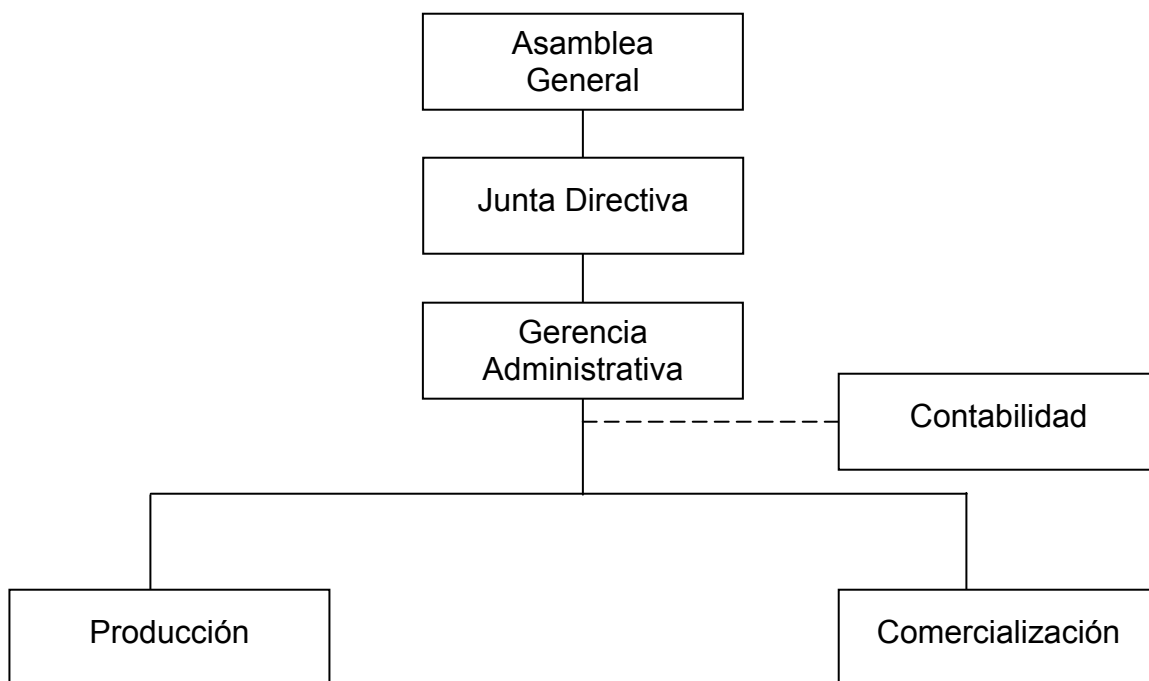 Asamblea
General
Junta Directiva
Gerencia
Administrativa
Contabilidad
Producción
Comercialización